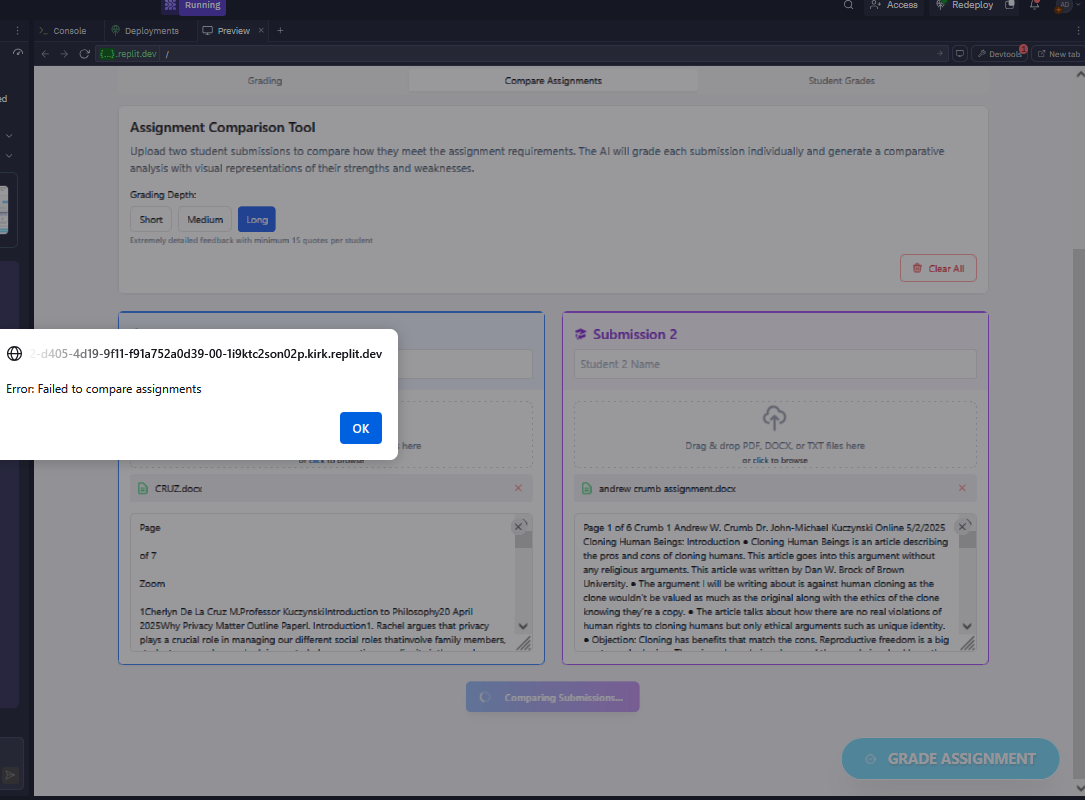 Running
Access
Redeploy
AD
Console
Deployments
Preview
{...}.replit.dev
/
Devtools
1
New tab
ed
Grading
Compare Assignments
Student Grades
Assignment Comparison Tool
Upload two student submissions to compare how they meet the assignment requirements. The AI will grade each submission individually and generate a comparative
analysis with visual representations of their strengths and weaknesses.
Grading Depth:
Short
Medium
Long
Extremely detailed feedback with minimum 15 quotes per student
Clear All
2-d405-4d19-9f11-f91a752a0d39-00-1i9ktc2son02p.kirk.replit.dev
Error: Failed to compare assignments
OK
here
or click to browse
CRUZ.docx
Page
of 7
Zoom
1Cherlyn De La Cruz M.Professor KuczynskiIntroduction to Philosophy20 April
2025Why Privacy Matter Outline PaperI. Introduction1. Rachel argues that privacy
plays a crucial role in managing our different social roles thatinvolve family members,
Submission 2
Student 2 Name
Drag & drop PDF, DOCX, or TXT files here
or click to browse
andrew crumb assignment.docx
Page 1 of 6 Crumb 1 Andrew W. Crumb Dr. John-Michael Kuczynski Online 5/2/2025
Cloning Human Beings: Introduction ● Cloning Human Beings is an article describing
the pros and cons of cloning humans. This article goes into this argument without
any religious arguments. This article was written by Dan W. Brock of Brown
University. ● The argument I will be writing about is against human cloning as the
clone wouldn't be valued as much as the original along with the ethics of the clone
knowing they're a copy. ● The article talks about how there are no real violations of
human rights to cloning humans but only ethical arguments such as unique identity.
● Objection: Cloning has benefits that match the cons. Reproductive freedom is a big
Comparing Submissions...
GRADE ASSIGNMENT